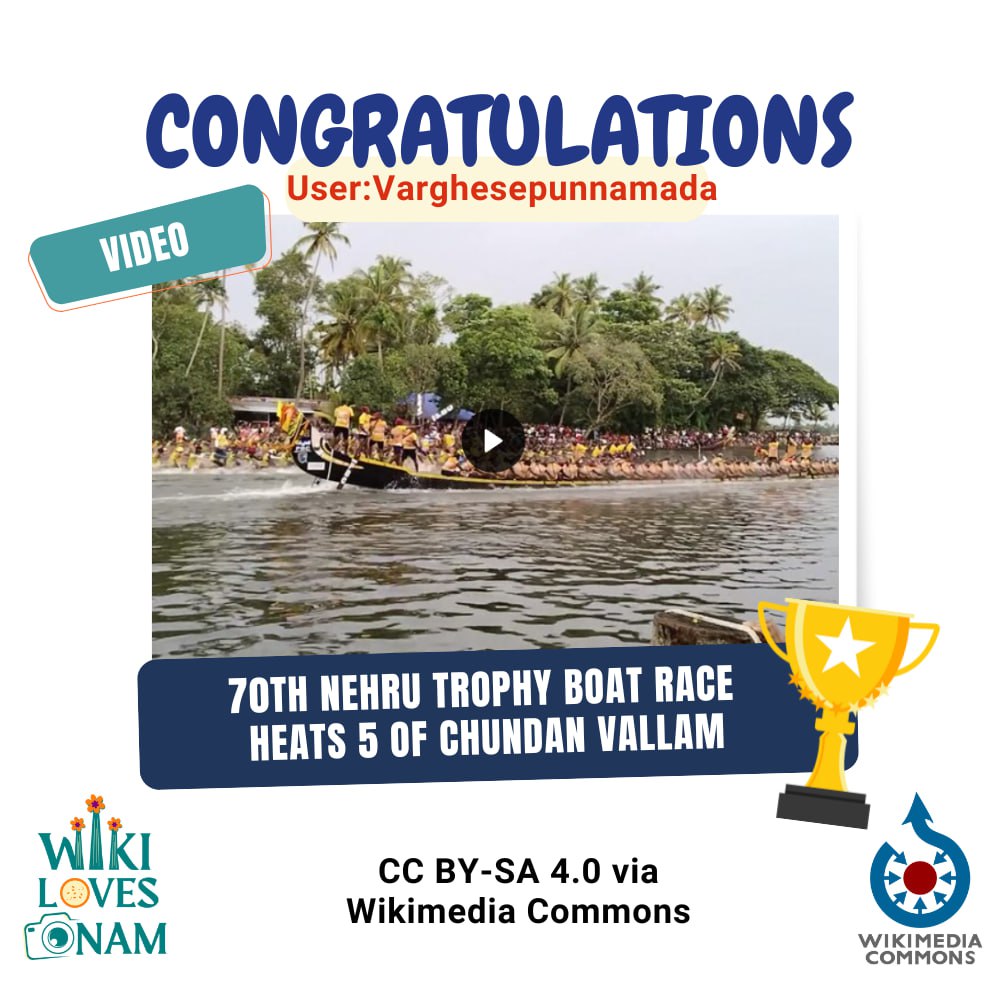 CONGRATULATIONS
User:Varghesepunnamada
VIDEO
70TH NEHRU TROPHY BOAT RACE
HEATS 5 OF CHUNDAN VALLAM
WIKI
LOVES
ONAM
CC BY-SA 4.0 via
Wikimedia Commons
WIKIMEDIA
COMMONS